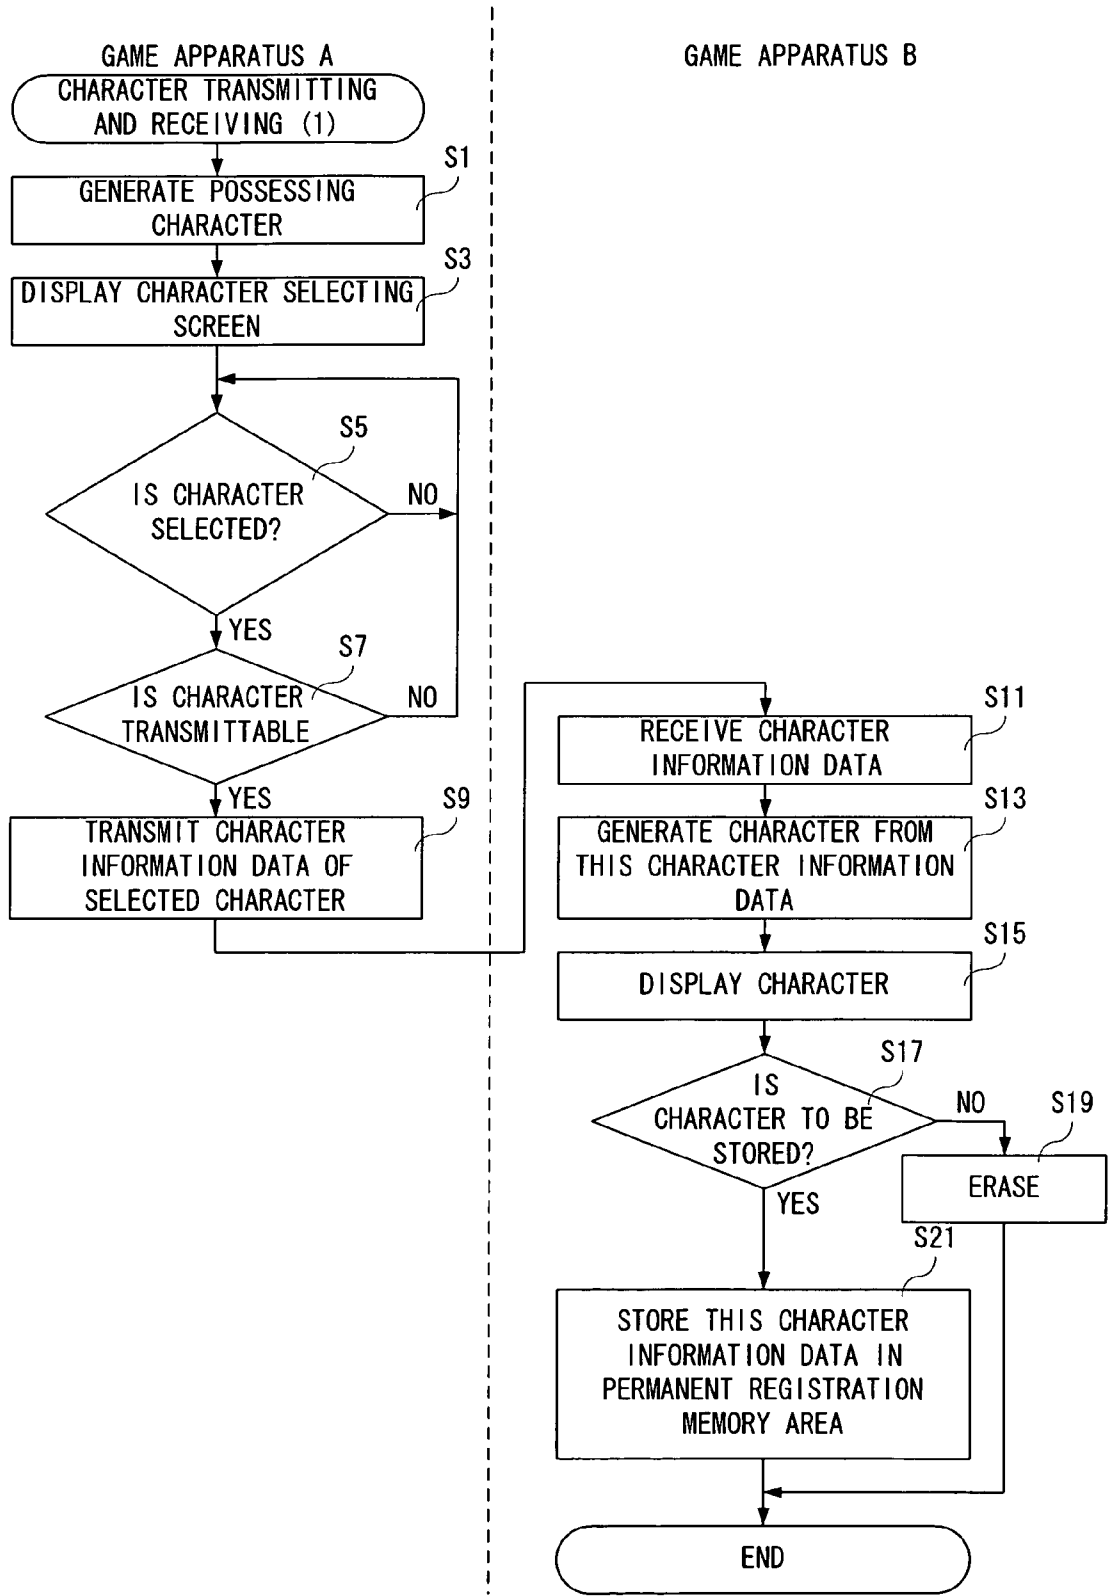 GAME APPARATUS A
CHARACTER TRANSMITTING
AND RECEIVING (1)
S1
GENERATE POSSESSING
CHARACTER
S3
DISPLAY CHARACTER SELECTING
SCREEN
S5
IS CHARACTER
SELECTED?
NO
YES
S7
IS CHARACTER
TRANSMITTABLE
NO
YES
S9
TRANSMIT CHARACTER
INFORMATION DATA OF
SELECTED CHARACTER
GAME APPARATUS B
S11
RECEIVE CHARACTER
INFORMATION DATA
S13
GENERATE CHARACTER FROM
THIS CHARACTER INFORMATION
DATA
S15
DISPLAY CHARACTER
S17
IS
CHARACTER TO BE
STORED?
NO
S19
ERASE
YES
S21
STORE THIS CHARACTER
INFORMATION DATA IN
PERMANENT REGISTRATION
MEMORY AREA
END